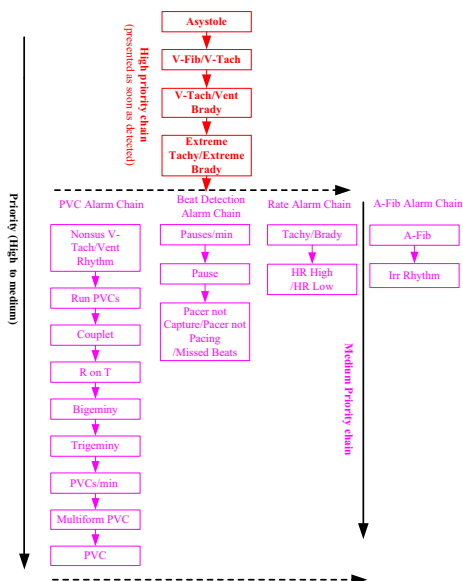 Asystole
V-Fib/V-Tach
V-Tach/Vent
Brady
Extreme
Tachy/Extreme
Brady
High priority chain
(presented as soon as detected)
Priority (High to medium)
PVC Alarm Chain
Nonsus V-
Tach/Vent
Rhythm
Run PVCs
Couplet
R on T
Bigeminy
Trigeminy
PVCs/min
Multiform PVC
PVC
Beat Detection
Alarm Chain
Pauses/min
Pause
Pacer not
Capture/Pacer not
Pacing
/Missed Beats
Rate Alarm Chain
Tachy/Brady
HR High
/HR Low
A-Fib Alarm Chain
A-Fib
Irr Rhythm
Medium Priority chain